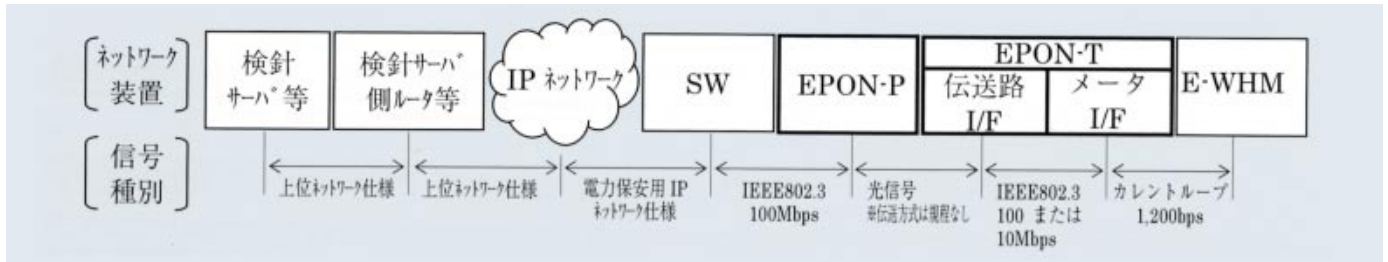 ネットワーク
装置
検針
サーバ等
検針サーバ
側ルータ等
IP ネットワーク
SW
EPON-P
EPON-T
伝送路
I/F
メータ
I/F
E-WHM
信号
種別
上位ネットワーク仕様
上位ネットワーク仕様
電力保安用 IP
ネットワーク仕様
IEEE802.3
100Mbps
光信号
※伝送方式は規程なし
IEEE802.3
100 または
10Mbps
カレントループ
1,200bps